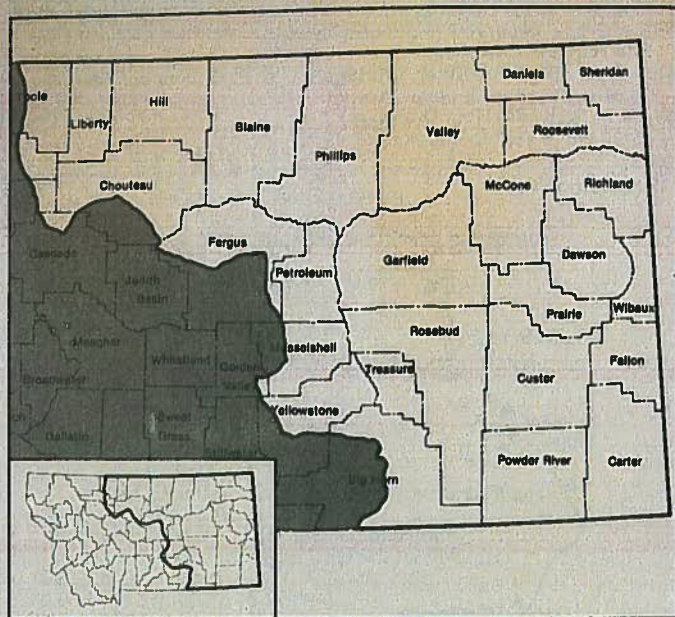 Daniels
Sheridan
Toole
Liberty
Hill
Blaine
Phillips
Valley
Roosevelt
Chouteau
McCone
Richland
Fergus
Cascade
Judith
Basin
Petroleum
Garfield
Dawson
Meagher
Wheatland
Golden
Valley
Musselshell
Rosebud
Prairie
Wibaux
Treasure
Custer
Fallon
Broadwater
Gallatin
Sweet
Grass
Yellowstone
Stillwater
Big Horn
Powder River
Carter